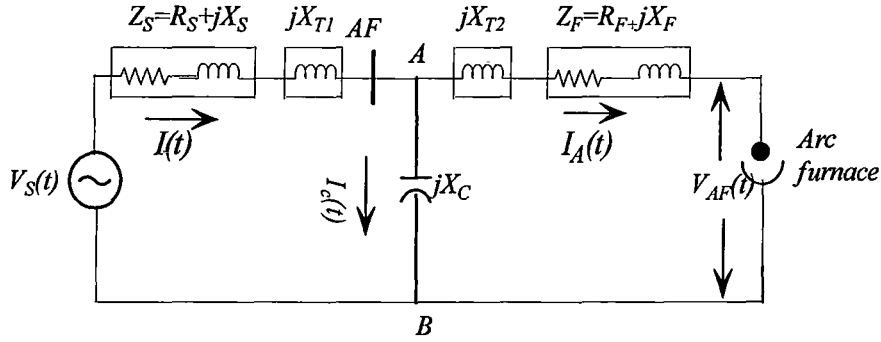 Z_S=R_S+jX_S
jX_T1
AF
A
jX_T2
Z_F=R_F+jX_F
I(t)
I_A(t)
Arc
furnace
V_S(t)
I_c(t)
jX_C
V_AF(t)
B